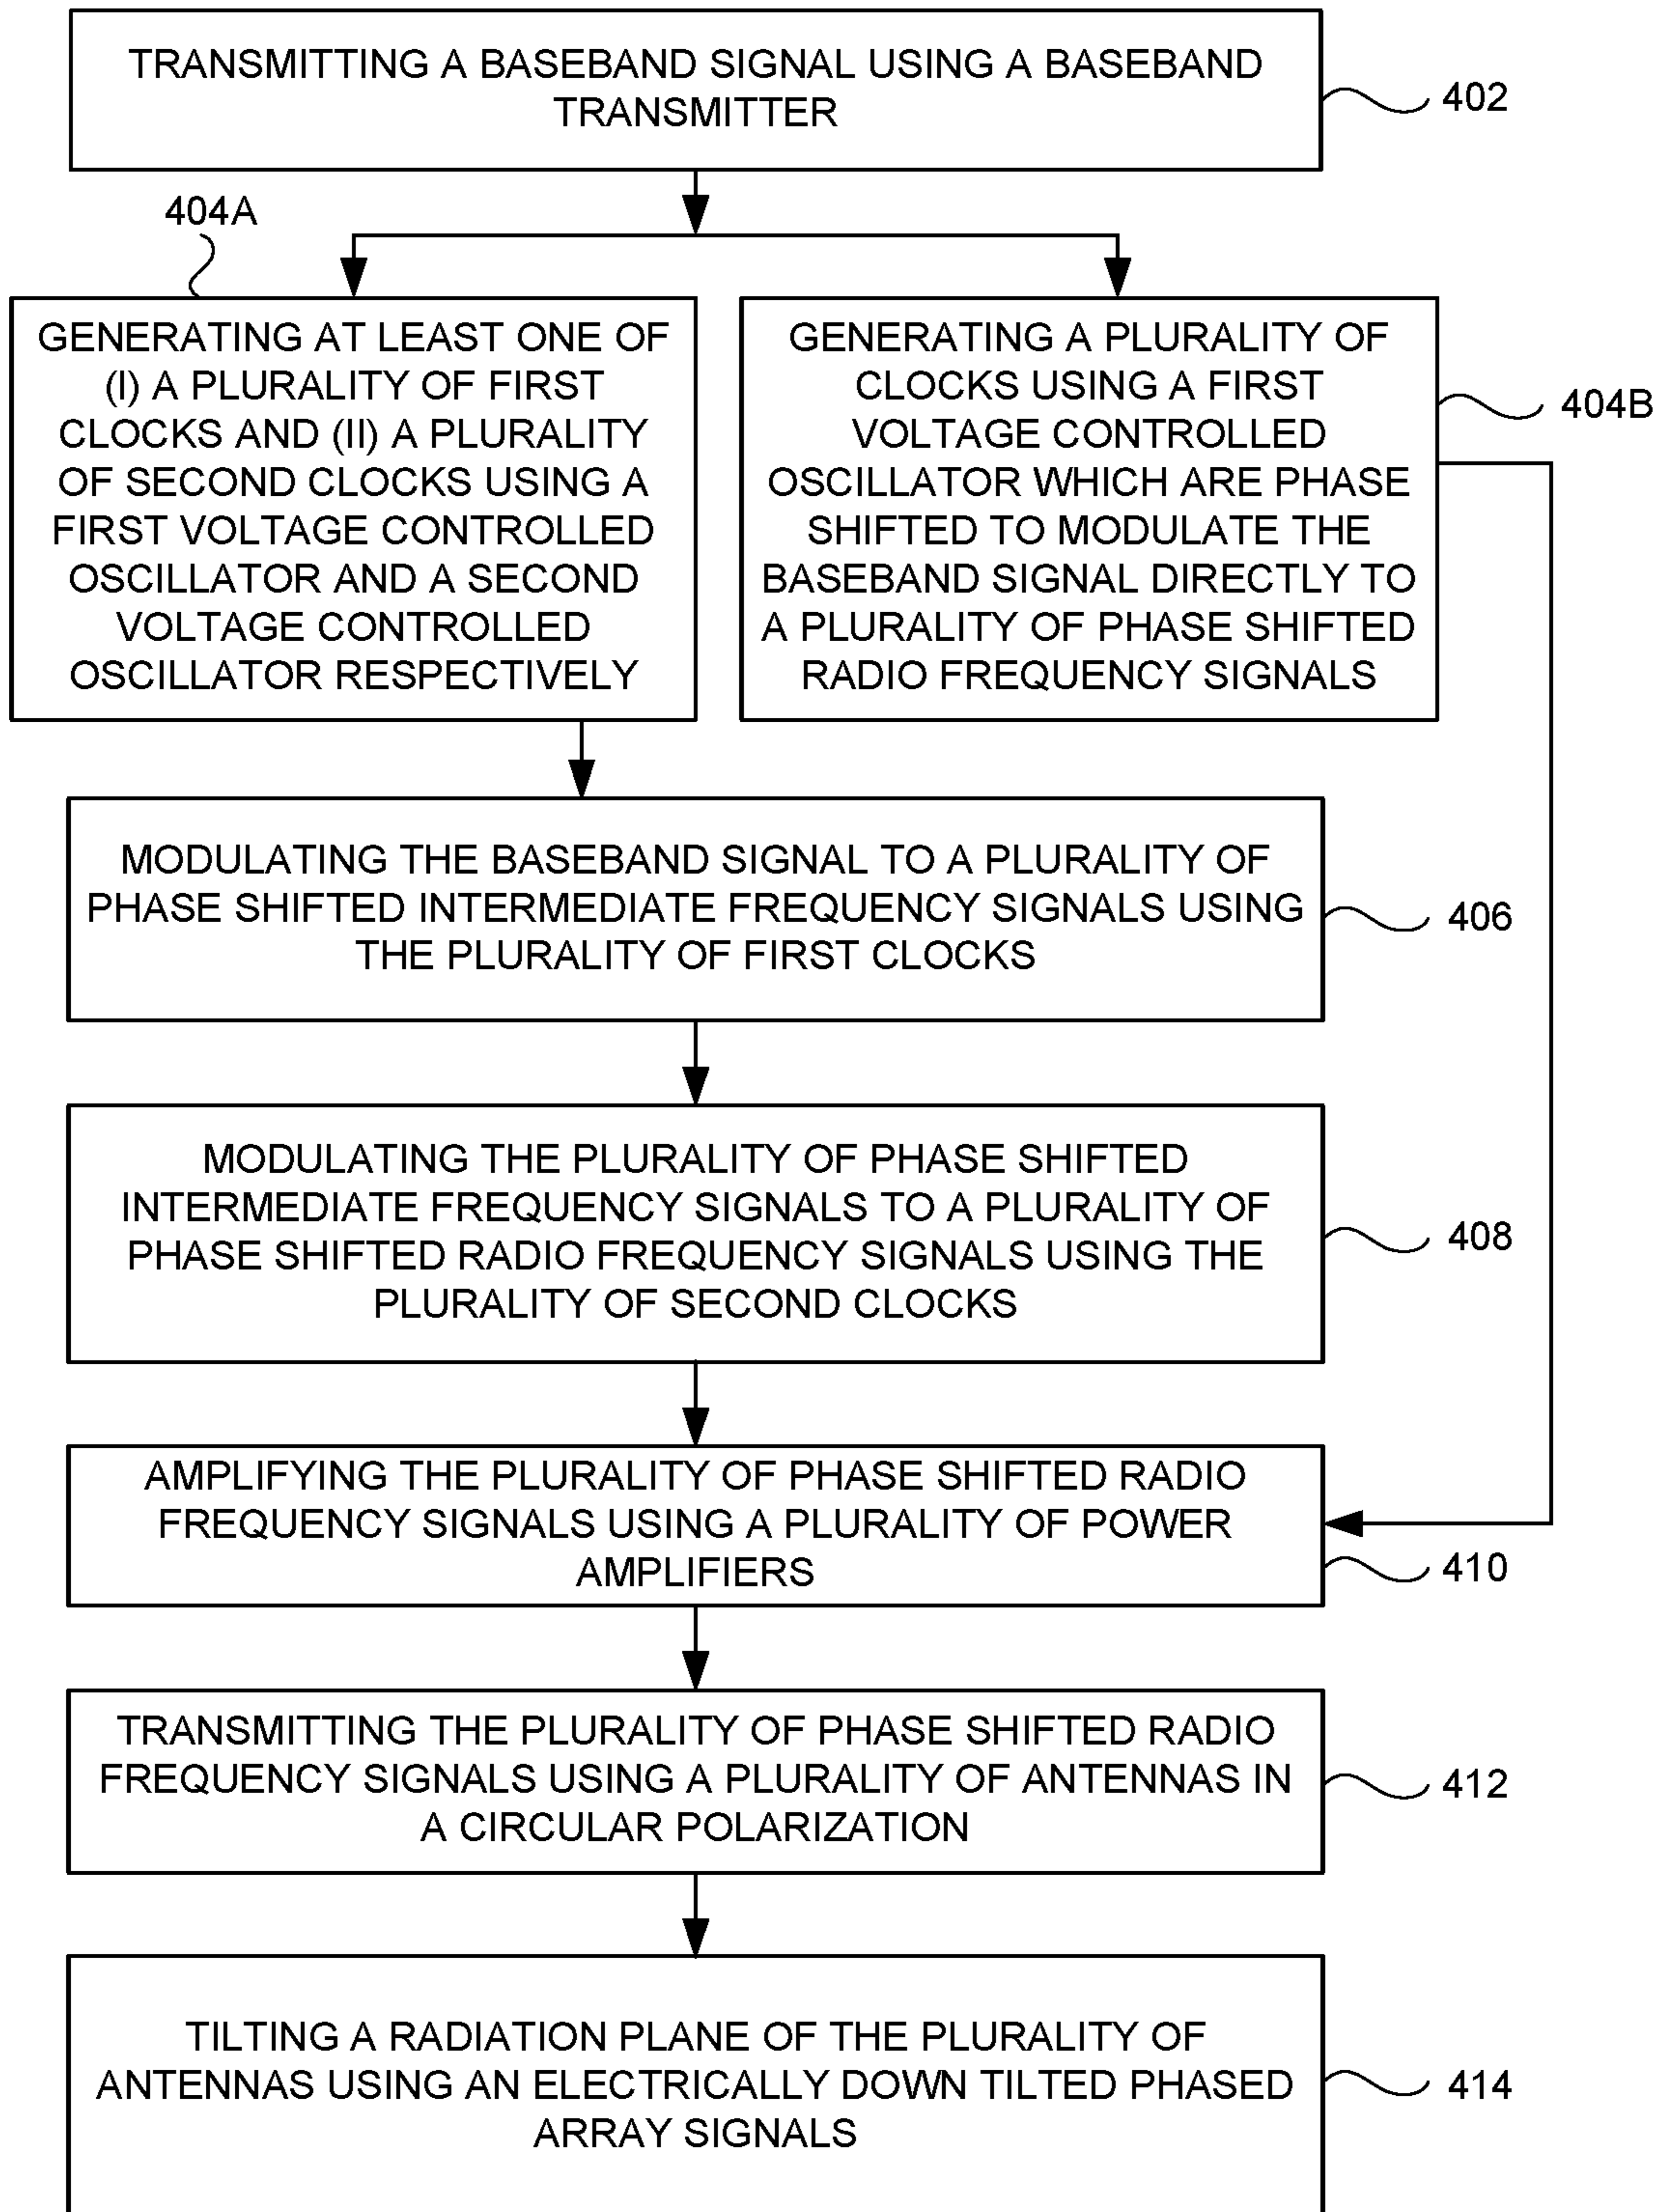 TRANSMITTING A BASEBAND SIGNAL USING A BASEBAND
TRANSMITTER
402
404A
GENERATING AT LEAST ONE OF
(I) A PLURALITY OF FIRST
CLOCKS AND (II) A PLURALITY
OF SECOND CLOCKS USING A
FIRST VOLTAGE CONTROLLED
OSCILLATOR AND A SECOND
VOLTAGE CONTROLLED
OSCILLATOR RESPECTIVELY
GENERATING A PLURALITY OF
CLOCKS USING A FIRST
VOLTAGE CONTROLLED
OSCILLATOR WHICH ARE PHASE
SHIFTED TO MODULATE THE
BASEBAND SIGNAL DIRECTLY TO
A PLURALITY OF PHASE SHIFTED
RADIO FREQUENCY SIGNALS
404B
MODULATING THE BASEBAND SIGNAL TO A PLURALITY OF
PHASE SHIFTED INTERMEDIATE FREQUENCY SIGNALS USING
THE PLURALITY OF FIRST CLOCKS
406
MODULATING THE PLURALITY OF PHASE SHIFTED
INTERMEDIATE FREQUENCY SIGNALS TO A PLURALITY OF
PHASE SHIFTED RADIO FREQUENCY SIGNALS USING THE
PLURALITY OF SECOND CLOCKS
408
AMPLIFYING THE PLURALITY OF PHASE SHIFTED RADIO
FREQUENCY SIGNALS USING A PLURALITY OF POWER
AMPLIFIERS
410
TRANSMITTING THE PLURALITY OF PHASE SHIFTED RADIO
FREQUENCY SIGNALS USING A PLURALITY OF ANTENNAS IN
A CIRCULAR POLARIZATION
412
TILTING A RADIATION PLANE OF THE PLURALITY OF
ANTENNAS USING AN ELECTRICALLY DOWN TILTED PHASED
ARRAY SIGNALS
414